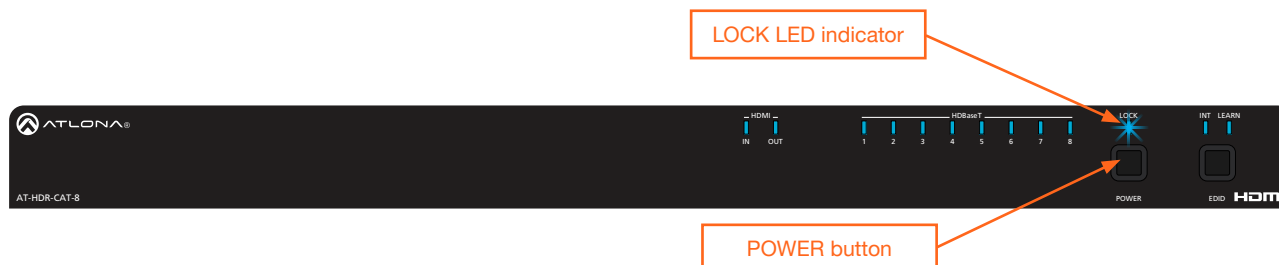 LOCK LED indicator
ATLONA®
HDMI
HDBaseT
LOCK
INT LEARN
IN OUT
1 2 3 4 5 6 7 8
AT-HDR-CAT-8
POWER
EDID
POWER button